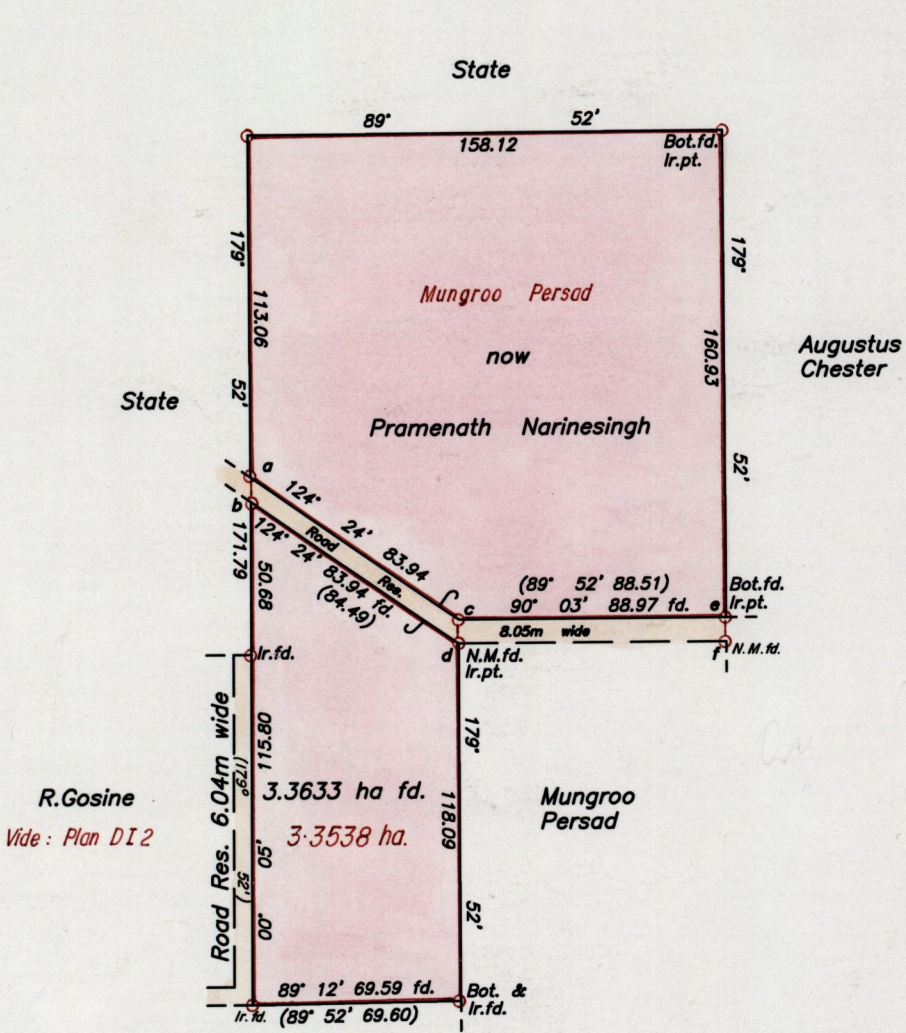 State
89° 52'
158.12
Bot.fd.
Ir.pt.
179°
113.06
52'
179°
160.93
52'
Mungroo Persad
now
Pramenath Narinesingh
Augustus
Chester
State
a
b
124° 24' 83.94
Road
Res.
124° 24' 83.94 fd.
(84.49)
171.79
50.68
c
(89° 52' 88.51)
90° 03' 88.97 fd.
e
Bot.fd.
Ir.pt.
8.05m wide
d
N.M.fd.
Ir.pt.
f
N.M.fd.
Ir.fd.
Road Res. 6.04m wide
(179° 52')
115.80
00° 05'
179°
118.09
52'
3.3633 ha fd.
3.3538 ha.
R.Gosine
Vide: Plan DI2
Mungroo
Persad
89° 12' 69.59 fd.
Ir.fd. (89° 52' 69.60)
Bot. &
Ir.fd.